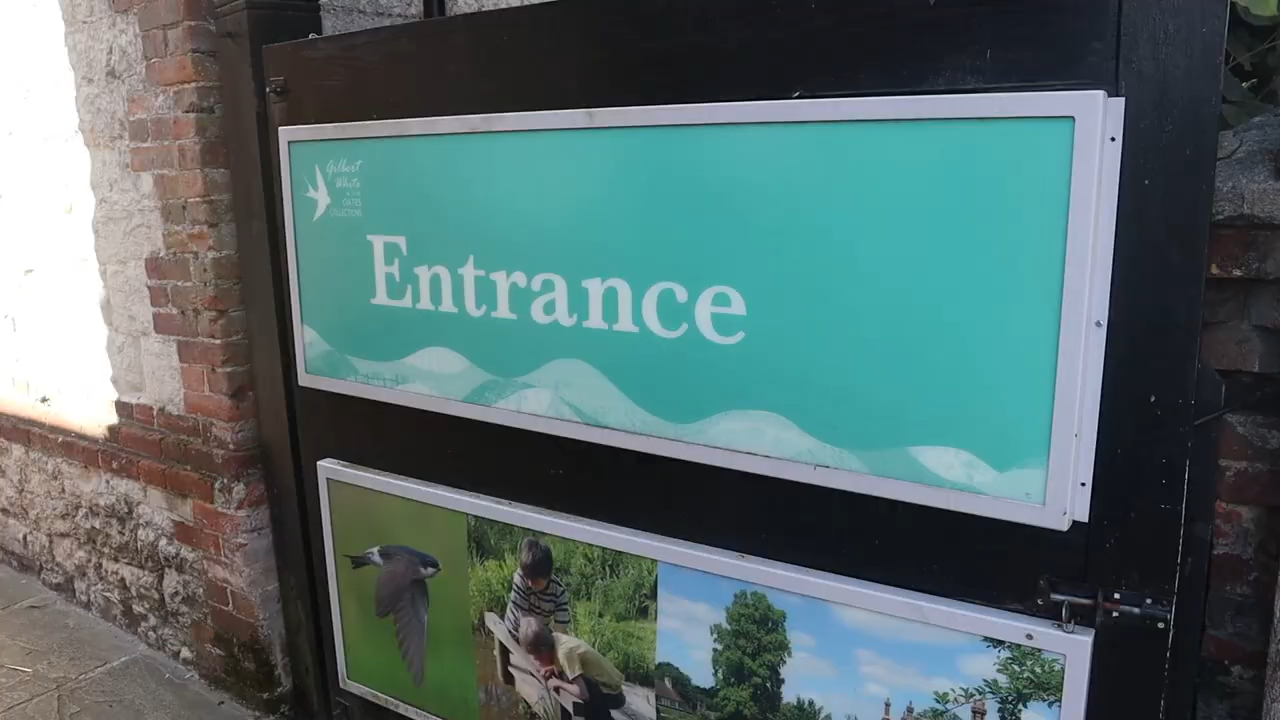 Gilbert
White
& THE
OATES
COLLECTIONS
Entrance